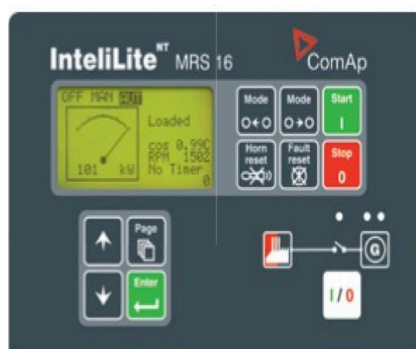 InteliLite NT MRS 16
ComAp
OFF MAN AUT
Loaded
cos 0.99C
RPM 1502
No Timer
0
101 kW
Mode
Mode
Start
I
Horn reset
Fault reset
Stop
0
Page
Enter
G
I/O